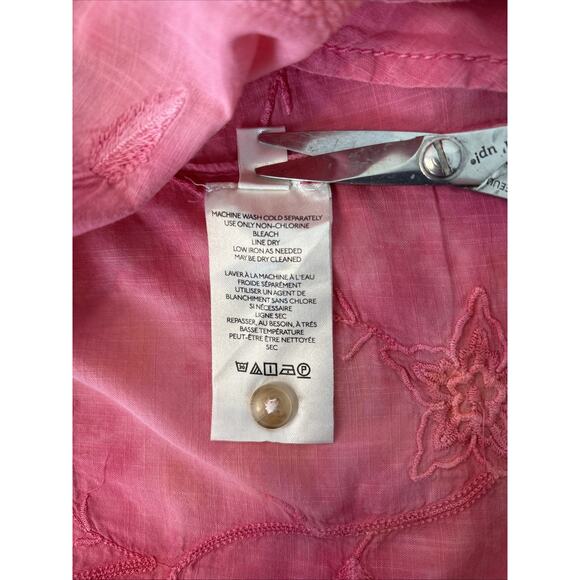 MACHINE WASH COLD SEPARATELY
USE ONLY NON-CHLORINE
BLEACH
LINE DRY
LOW IRON AS NEEDED
MAY BE DRY CLEANED
LAVER À LA MACHINE À L'EAU
FROIDE SÉPARÉMENT
UTILISER UN AGENT DE
BLANCHIMENT SANS CHLORE
SI NÉCESSAIRE
LIGNE SEC
REPASSER, AU BESOIN, À TRÈS
BASSE TEMPÉRATURE
PEUT-ÊTRE ÊTRE NETTOYÉE
SEC